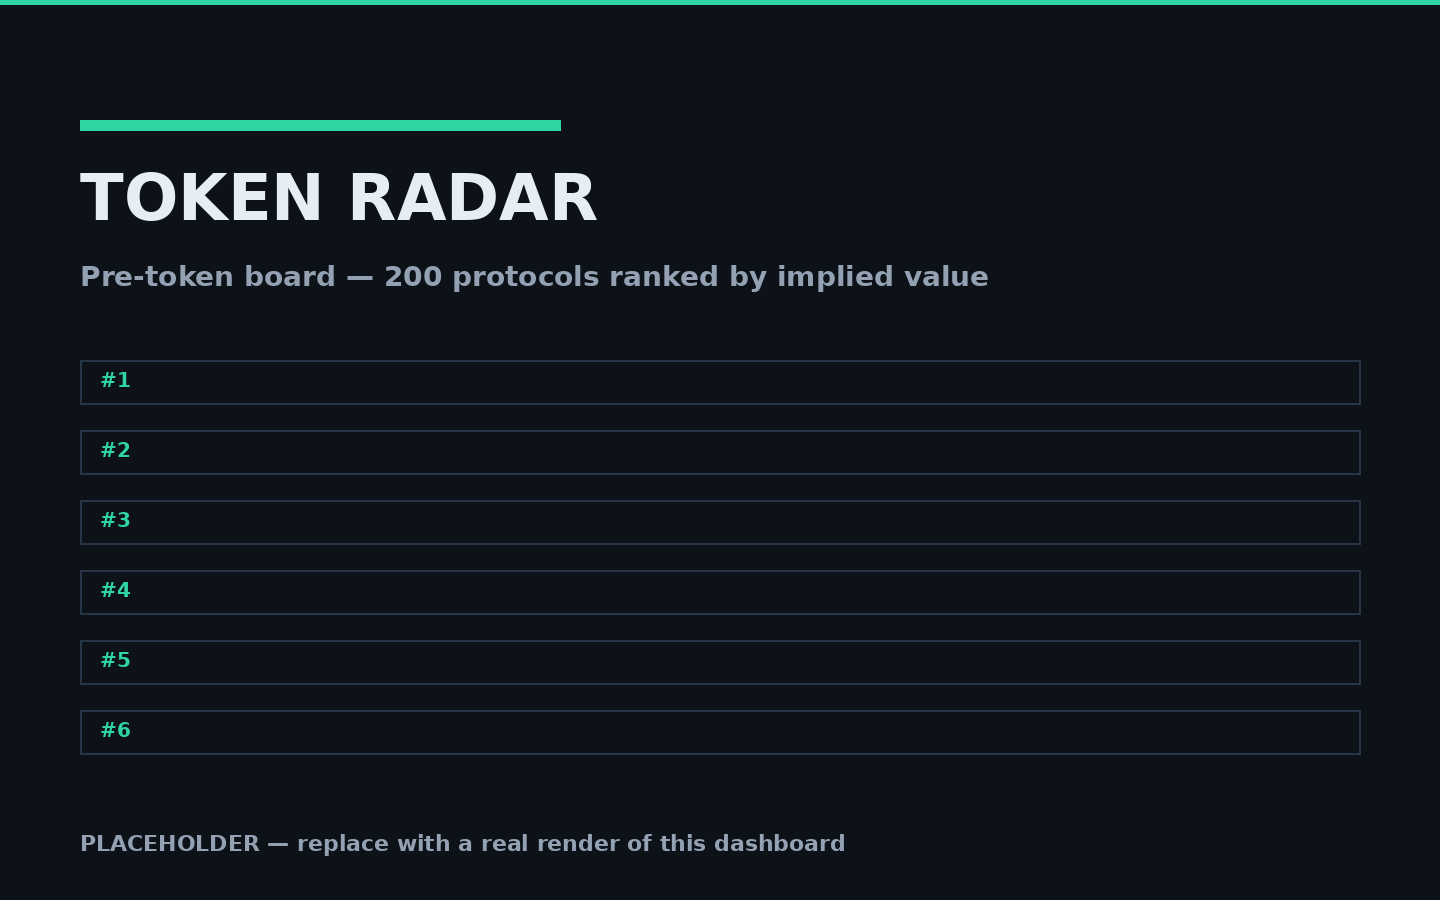 TOKEN RADAR
Pre-token board — 200 protocols ranked by implied value
#1
#2
#3
#4
#5
#6
PLACEHOLDER — replace with a real render of this dashboard